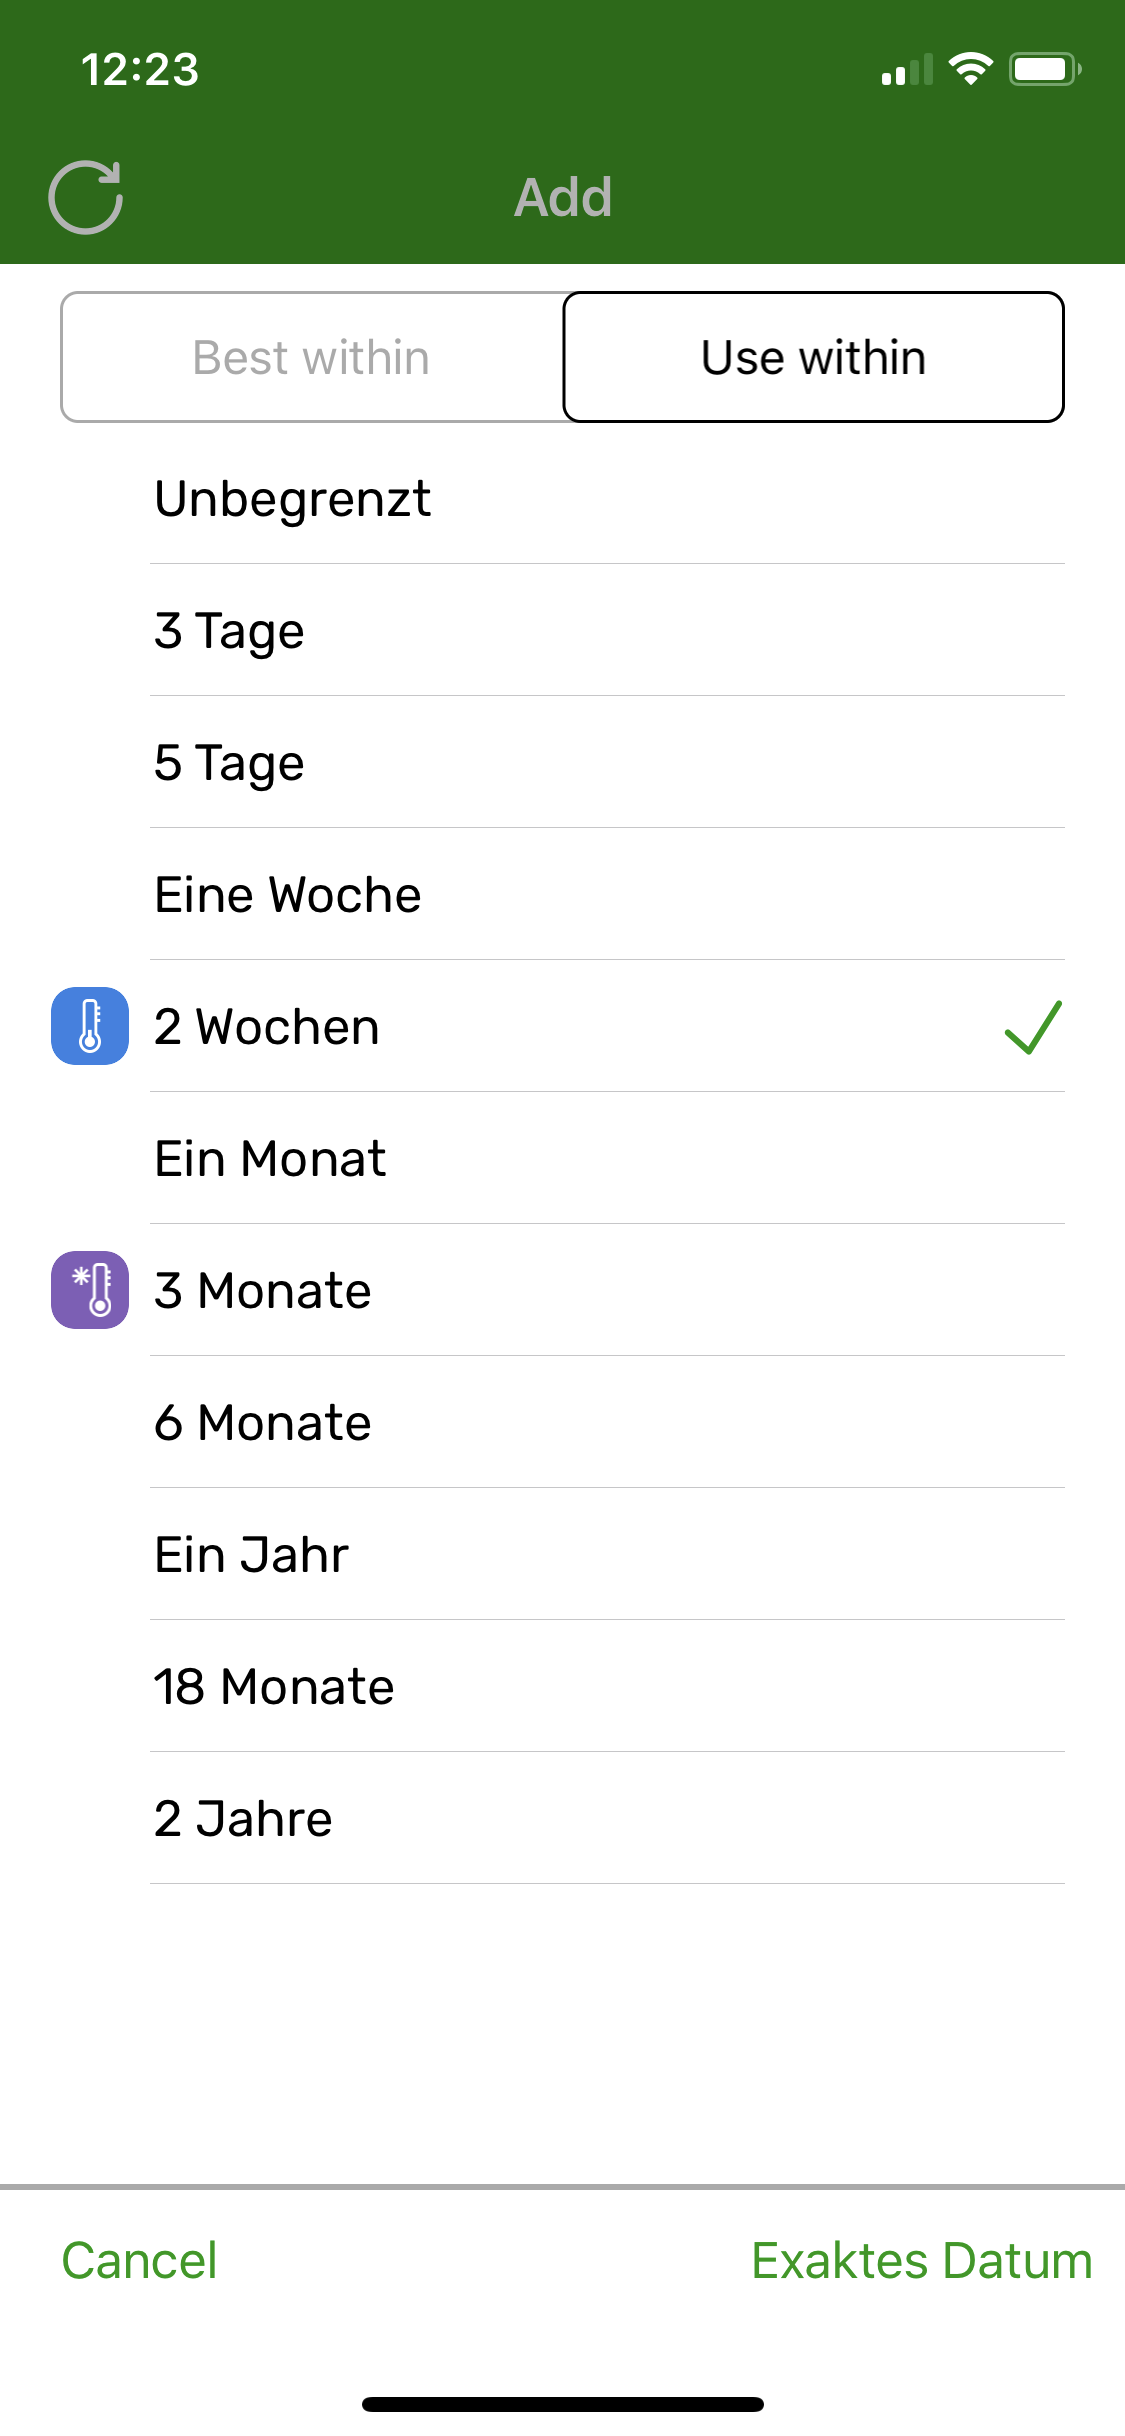 12:23
Add
Best within
Use within
Unbegrenzt
3 Tage
5 Tage
Eine Woche
2 Wochen
Ein Monat
3 Monate
6 Monate
Ein Jahr
18 Monate
2 Jahre
Cancel
Exaktes Datum